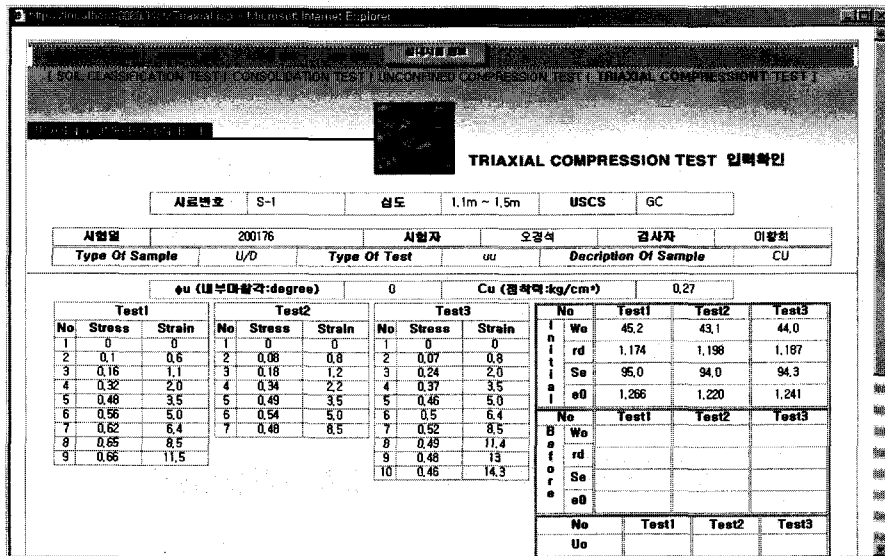 Microsoft Internet Explorer
[ SOIL CLASSIFICATION TEST | CONSOLIDATION TEST | UNCONFINED COMPRESSION TEST | TRIAXIAL COMPRESSIONT TEST ]
TRIAXIAL COMPRESSION TEST 입력확인
시료번호 S-1 심도 1.1m ~ 1.5m USCS GC
시험일 200176 시험자 오경석 검사자 이황희
Type Of Sample U/D Type Of Test uu Decription Of Sample CU
φu (내부마찰각:degree) 0 Cu (점착력:kg/cm²) 0.27
Test1
No Stress Strain
1 0 0
2 0.1 0.6
3 0.16 1.1
4 0.32 2.0
5 0.48 3.5
6 0.56 5.0
7 0.62 6.4
8 0.65 8.5
9 0.66 11.5
Test2
No Stress Strain
1 0 0
2 0.08 0.8
3 0.18 1.2
4 0.34 2.2
5 0.49 3.5
6 0.54 5.0
7 0.48 8.5
Test3
No Stress Strain
1 0 0
2 0.07 0.8
3 0.24 2.0
4 0.37 3.5
5 0.46 5.0
6 0.5 6.4
7 0.52 8.5
8 0.49 11.4
9 0.48 13
10 0.46 14.3
Initial
No Test1 Test2 Test3
Wo 45.2 43.1 44.0
rd 1.174 1.198 1.187
Se 95.0 94.0 94.3
e0 1.266 1.220 1.241
Before
No Test1 Test2 Test3
Wo
rd
Se
e0
No Test1 Test2 Test3
Uo